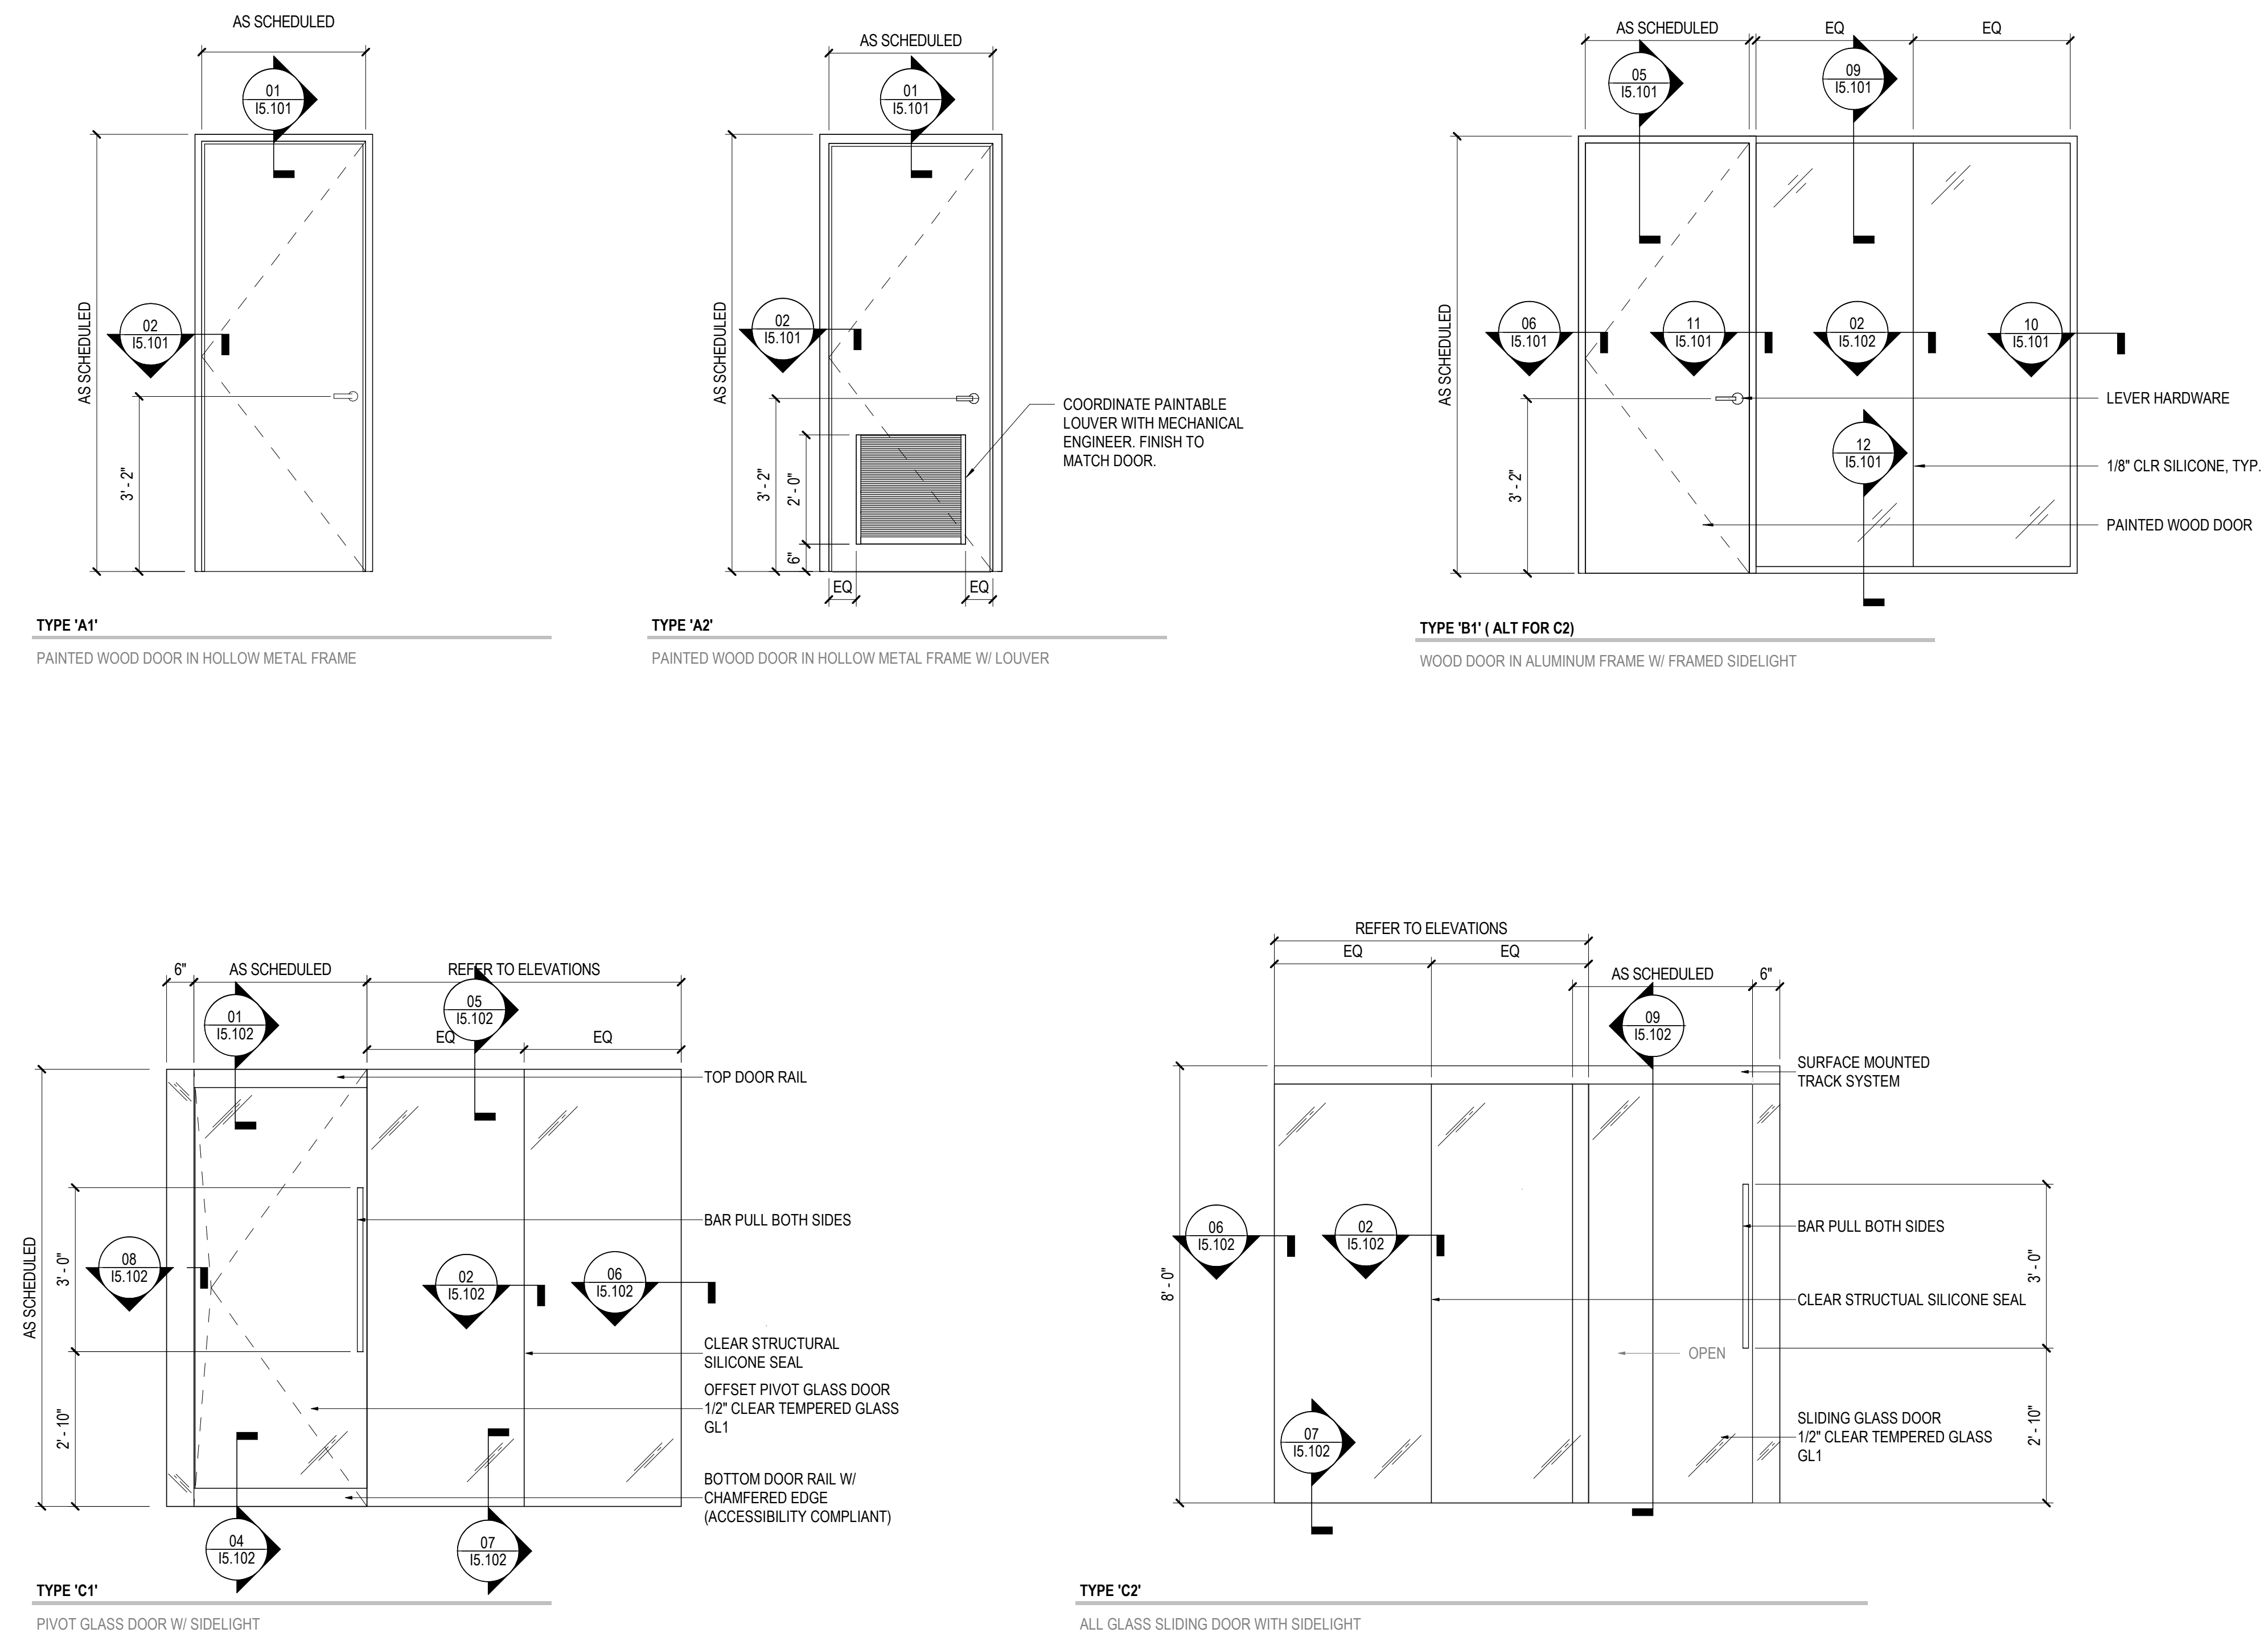 AS SCHEDULED
01
I5.101
AS SCHEDULED
02
I5.101
3' - 2"
TYPE 'A1'
PAINTED WOOD DOOR IN HOLLOW METAL FRAME
AS SCHEDULED
01
I5.101
AS SCHEDULED
02
I5.101
3' - 2"
2' - 0"
6"
EQ
EQ
COORDINATE PAINTABLE
LOUVER WITH MECHANICAL
ENGINEER. FINISH TO
MATCH DOOR.
TYPE 'A2'
PAINTED WOOD DOOR IN HOLLOW METAL FRAME W/ LOUVER
AS SCHEDULED
EQ
EQ
05
I5.101
09
I5.101
AS SCHEDULED
06
I5.101
11
I5.101
02
I5.102
10
I5.101
3' - 2"
12
I5.101
LEVER HARDWARE
1/8" CLR SILICONE, TYP.
PAINTED WOOD DOOR
TYPE 'B1' ( ALT FOR C2)
WOOD DOOR IN ALUMINUM FRAME W/ FRAMED SIDELIGHT
6"
AS SCHEDULED
REFER TO ELEVATIONS
01
I5.102
05
I5.102
EQ
EQ
AS SCHEDULED
3' - 0"
2' - 10"
08
I5.102
02
I5.102
06
I5.102
TOP DOOR RAIL
BAR PULL BOTH SIDES
CLEAR STRUCTURAL
SILICONE SEAL
OFFSET PIVOT GLASS DOOR
1/2" CLEAR TEMPERED GLASS
GL1
BOTTOM DOOR RAIL W/
CHAMFERED EDGE
(ACCESSIBILITY COMPLIANT)
04
I5.102
07
I5.102
TYPE 'C1'
PIVOT GLASS DOOR W/ SIDELIGHT
REFER TO ELEVATIONS
EQ
EQ
AS SCHEDULED
6"
09
I5.102
SURFACE MOUNTED
TRACK SYSTEM
8' - 0"
06
I5.102
02
I5.102
BAR PULL BOTH SIDES
3' - 0"
CLEAR STRUCTUAL SILICONE SEAL
OPEN
07
I5.102
SLIDING GLASS DOOR
1/2" CLEAR TEMPERED GLASS
GL1
2' - 10"
TYPE 'C2'
ALL GLASS SLIDING DOOR WITH SIDELIGHT